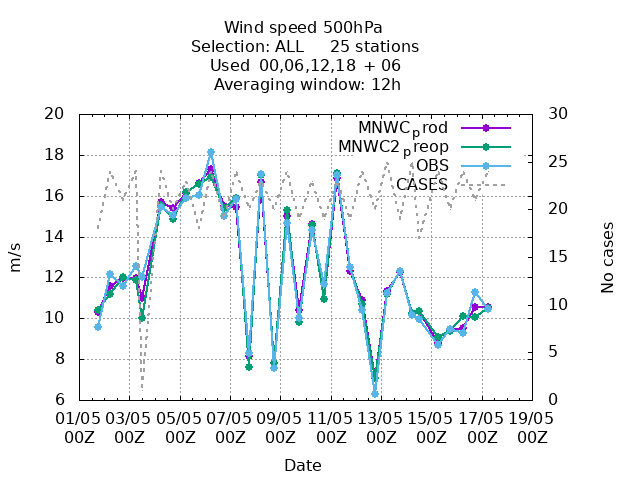 Wind speed 500hPa
Selection: ALL 25 stations
Used 00,06,12,18 + 06
Averaging window: 12h
20 30
MNWCprod
MNWC2preop
OBS
CASES
18 25
16 20
14 15
12
10 10
8 5
6 0
m/s
No cases
01/05 03/05 05/05 07/05 09/05 11/05 13/05 15/05 17/05 19/05
00Z 00Z 00Z 00Z 00Z 00Z 00Z 00Z 00Z 00Z
Date